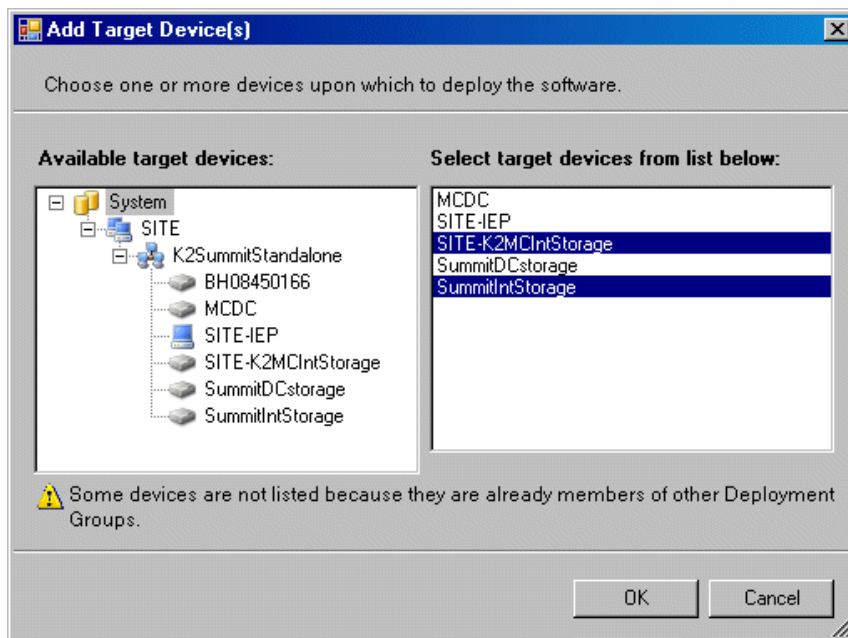 Add Target Device(s)
Choose one or more devices upon which to deploy the software.
Available target devices:
Select target devices from list below:
System
SITE
K2SummitStandalone
BH08450166
MCDC
SITE-IEP
SITE-K2MCIntStorage
SummitDCstorage
SummitIntStorage
MCDC
SITE-IEP
SITE-K2MCIntStorage
SummitDCstorage
SummitIntStorage
Some devices are not listed because they are already members of other Deployment
Groups.
OK
Cancel